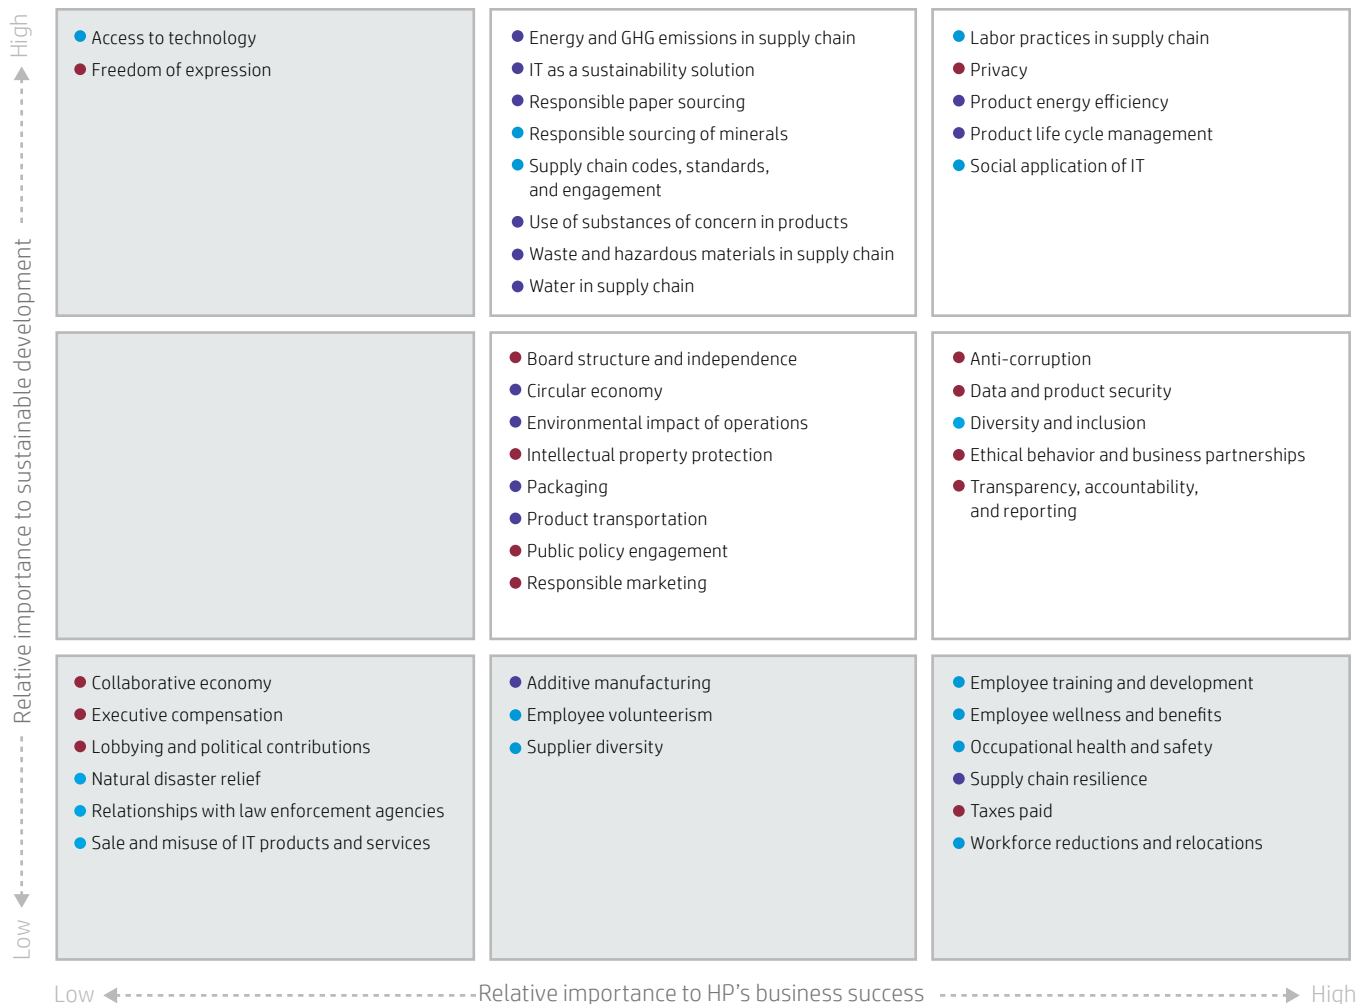 High
Relative importance to sustainable development
Low
Access to technology
Freedom of expression
Energy and GHG emissions in supply chain
IT as a sustainability solution
Responsible paper sourcing
Responsible sourcing of minerals
Supply chain codes, standards,
and engagement
Use of substances of concern in products
Waste and hazardous materials in supply chain
Water in supply chain
Labor practices in supply chain
Privacy
Product energy efficiency
Product life cycle management
Social application of IT
Board structure and independence
Circular economy
Environmental impact of operations
Intellectual property protection
Packaging
Product transportation
Public policy engagement
Responsible marketing
Anti-corruption
Data and product security
Diversity and inclusion
Ethical behavior and business partnerships
Transparency, accountability,
and reporting
Collaborative economy
Executive compensation
Lobbying and political contributions
Natural disaster relief
Relationships with law enforcement agencies
Sale and misuse of IT products and services
Additive manufacturing
Employee volunteerism
Supplier diversity
Employee training and development
Employee wellness and benefits
Occupational health and safety
Supply chain resilience
Taxes paid
Workforce reductions and relocations
Low
Relative importance to HP's business success
High